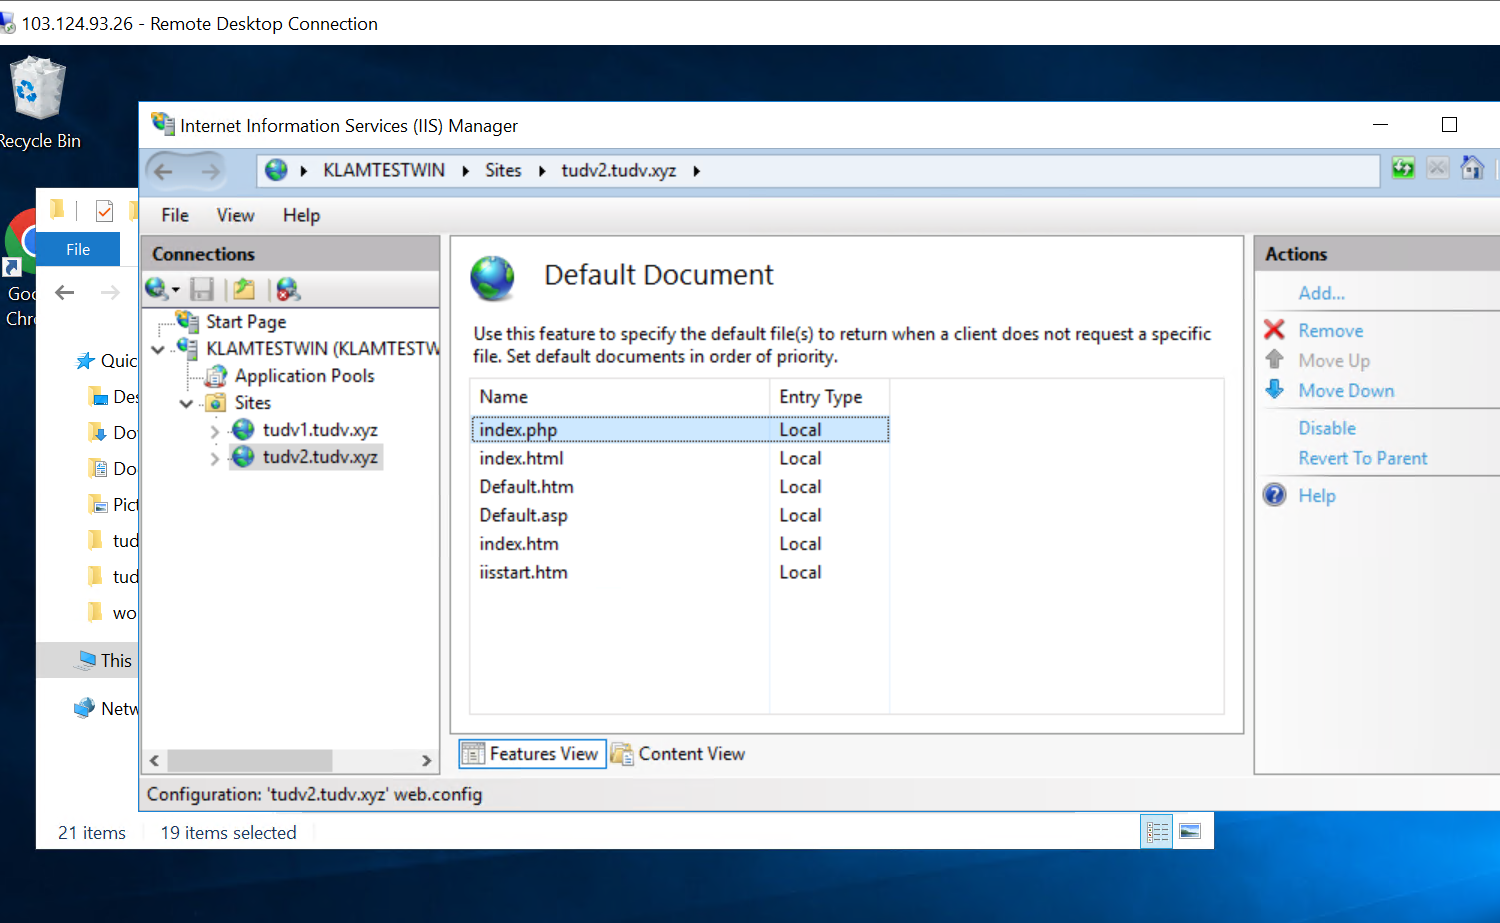 103.124.93.26 - Remote Desktop Connection
Recycle Bin
Internet Information Services (IIS) Manager
KLAMTESTWIN Sites tudv2.tudv.xyz
File View Help
File
Goo
Chr
Quic
Des
Do
Do
Pict
tud
tud
wo
This
Netw
Connections
Start Page
KLAMTESTWIN (KLAMTESTW
Application Pools
Sites
tudv1.tudv.xyz
tudv2.tudv.xyz
Default Document
Use this feature to specify the default file(s) to return when a client does not request a specific
file. Set default documents in order of priority.
Name Entry Type
index.php Local
index.html Local
Default.htm Local
Default.asp Local
index.htm Local
iisstart.htm Local
Features View Content View
Actions
Add...
Remove
Move Up
Move Down
Disable
Revert To Parent
Help
Configuration: 'tudv2.tudv.xyz' web.config
21 items 19 items selected